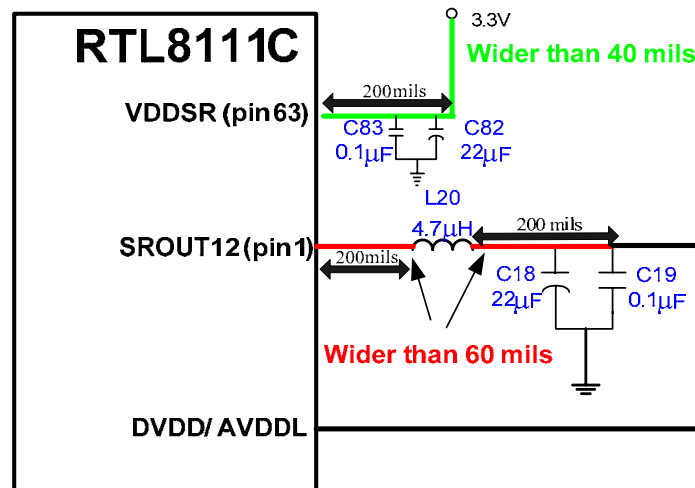 RTL8111C
3.3V
Wider than 40 mils
200mils
VDDSR (pin63)
C83
0.1μF
C82
22μF
L20
4.7μH
200 mils
SROUT12 (pin1)
200mils
C18
22μF
C19
0.1μF
Wider than 60 mils
DVDD/ AVDDL